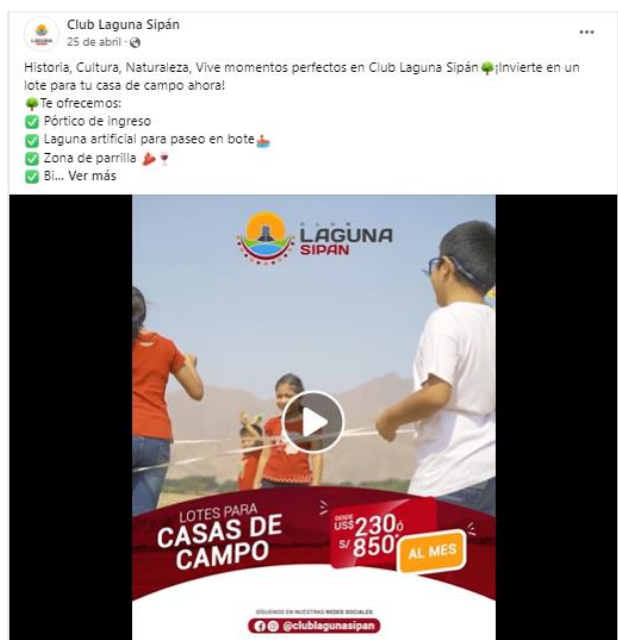 Club Laguna Sipán
25 de abril ·
Historia, Cultura, Naturaleza, Vive momentos perfectos en Club Laguna Sipán🌳¡Invierte en un
lote para tu casa de campo ahora!
🌳Te ofrecemos:
✅ Pórtico de ingreso
✅ Laguna artificial para paseo en bote🚣
✅ Zona de parrilla 🍖🍷
✅ Bi... Ver más
CLUB
LAGUNA
SIPÁN
LOTES PARA
CASAS DE
CAMPO
DESDE
US$ 230 ó
S/ 850*
AL MES
SÍGUENOS EN NUESTRAS REDES SOCIALES
@clublagunasipan